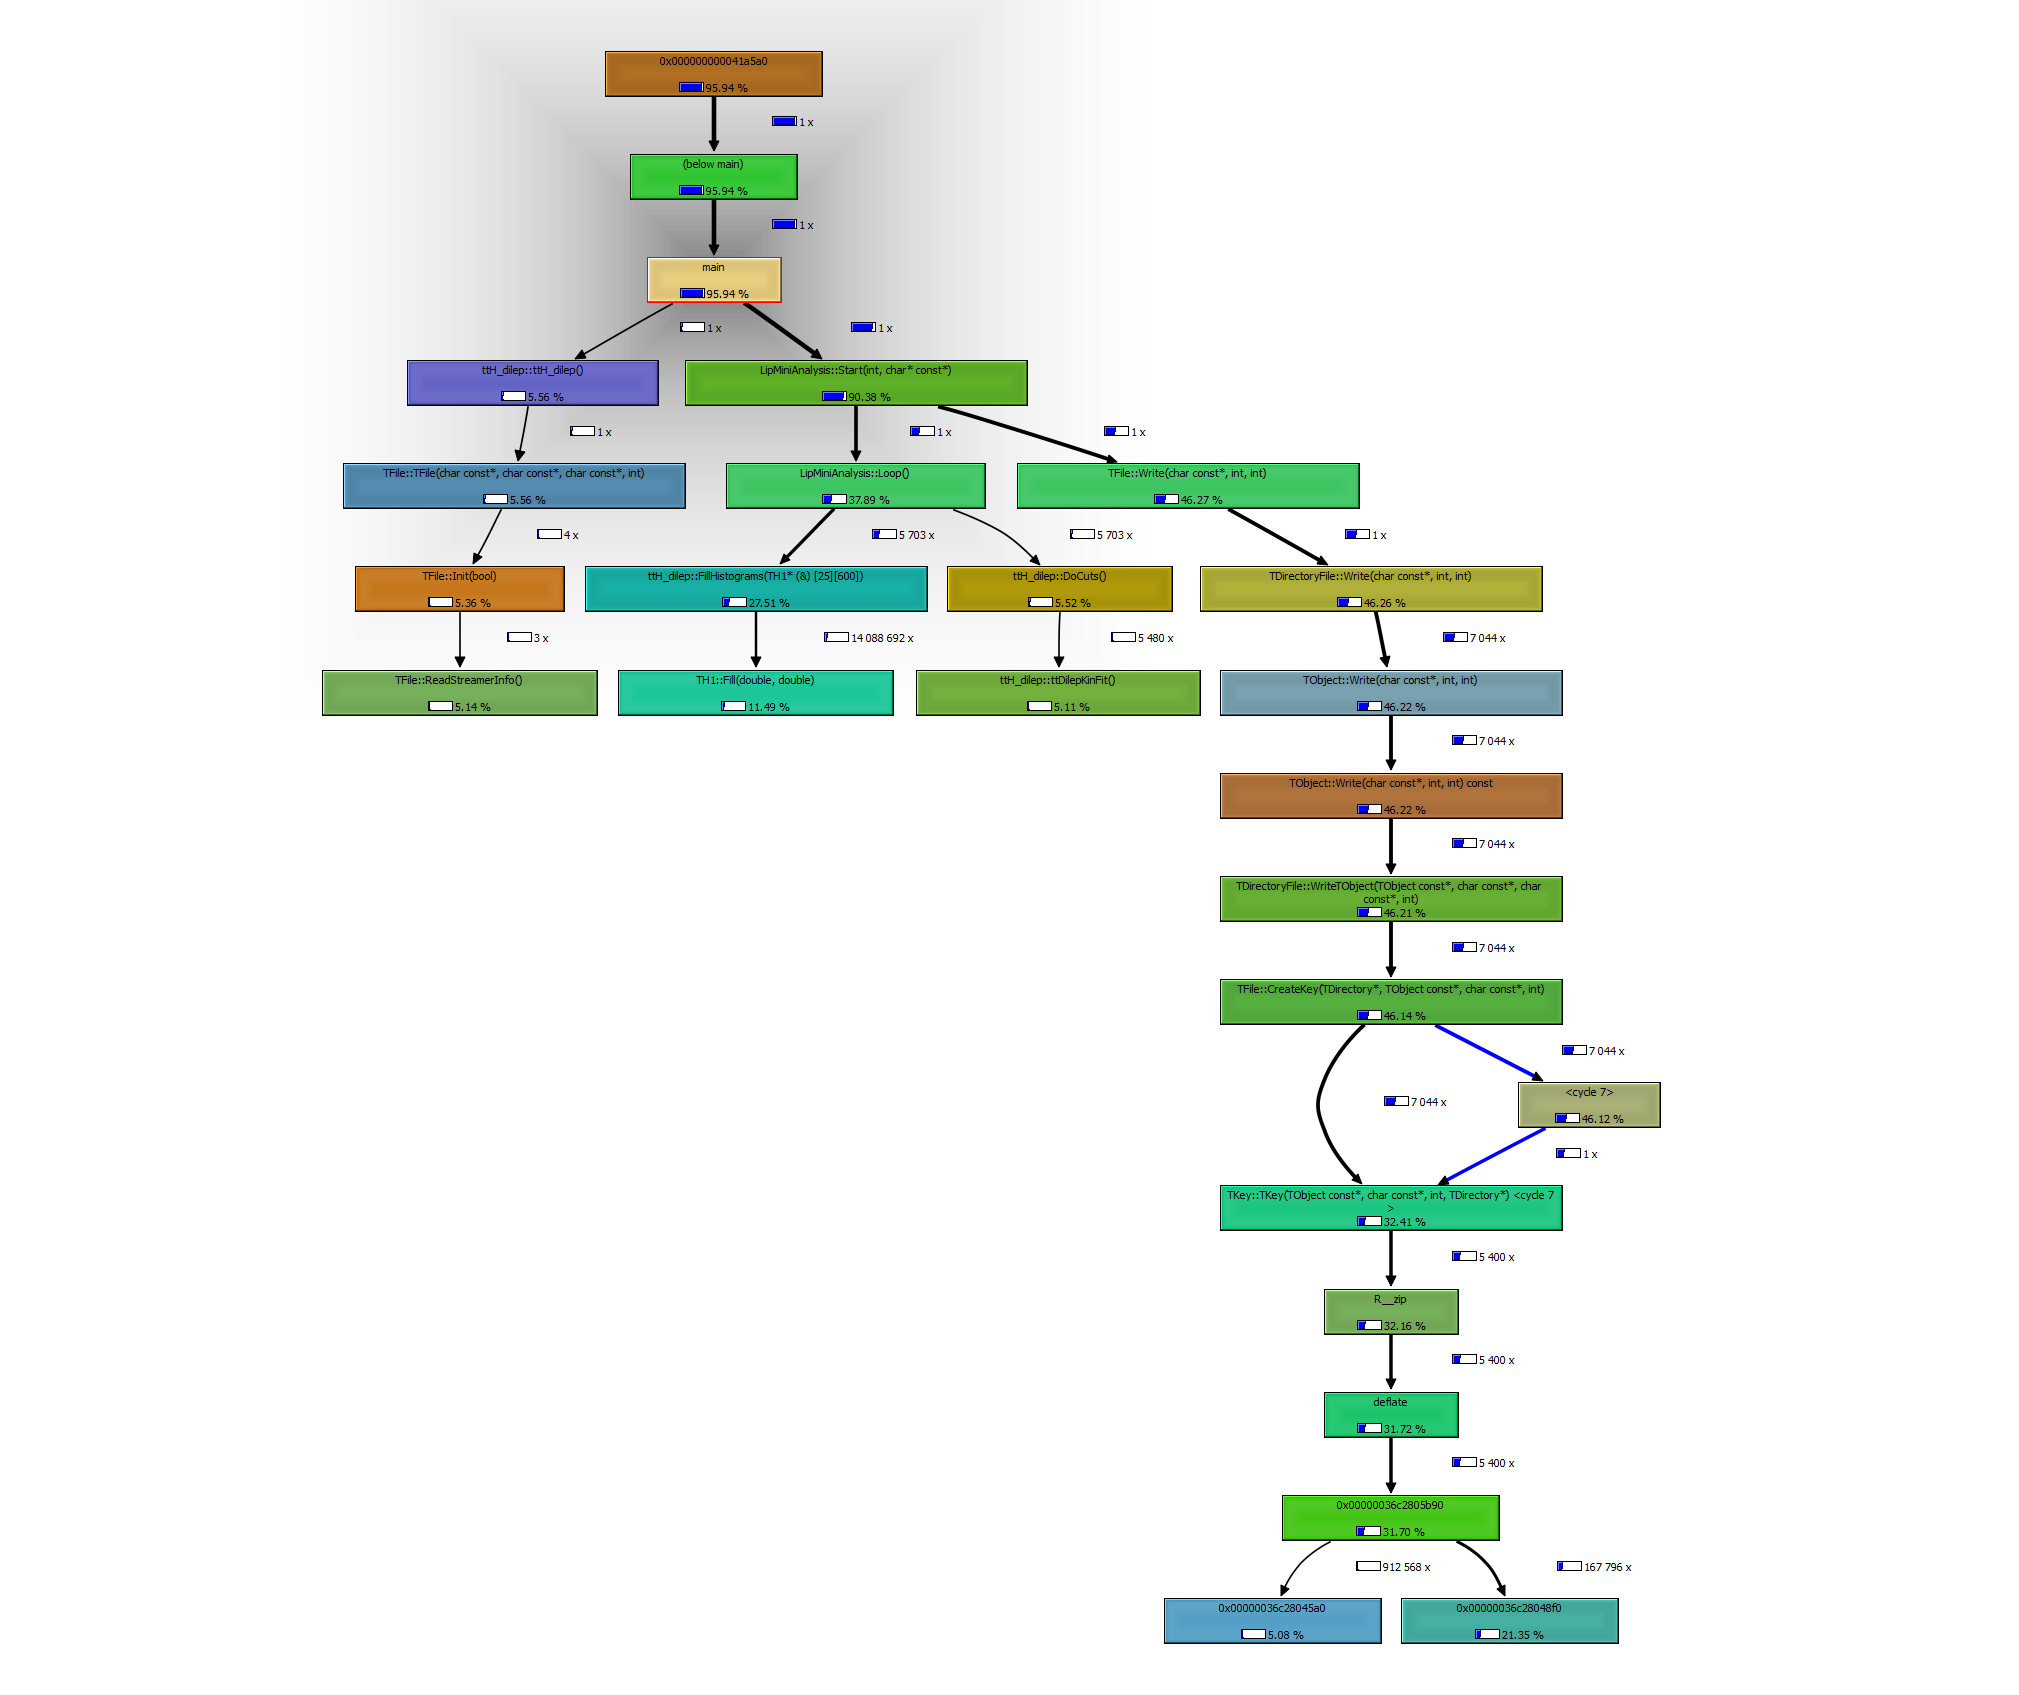 0x000000000041a5a0
95.94 %
1 x
(below main)
95.94 %
1 x
main
95.94 %
1 x
1 x
ttH_dilep::ttH_dilep()
5.56 %
LipMiniAnalysis::Start(int, char* const*)
90.38 %
1 x
1 x
1 x
TFile::TFile(char const*, char const*, char const*, int)
5.56 %
LipMiniAnalysis::Loop()
37.89 %
TFile::Write(char const*, int, int)
46.27 %
4 x
5 703 x
5 703 x
1 x
TFile::Init(bool)
5.36 %
ttH_dilep::FillHistograms(TH1* (&) [25][600])
27.51 %
ttH_dilep::DoCuts()
5.52 %
TDirectoryFile::Write(char const*, int, int)
46.26 %
3 x
14 088 692 x
5 480 x
7 044 x
TFile::ReadStreamerInfo()
5.14 %
TH1::Fill(double, double)
11.49 %
ttH_dilep::ttDilepKinFit()
5.11 %
TObject::Write(char const*, int, int)
46.22 %
7 044 x
TObject::Write(char const*, int, int) const
46.22 %
7 044 x
TDirectoryFile::WriteTObject(TObject const*, char const*, char
const*, int)
46.21 %
7 044 x
TFile::CreateKey(TDirectory*, TObject const*, char const*, int)
46.14 %
7 044 x
7 044 x
<cycle 7>
46.12 %
1 x
TKey::TKey(TObject const*, char const*, int, TDirectory*) <cycle 7
>
32.41 %
5 400 x
R__zip
32.16 %
5 400 x
deflate
31.72 %
5 400 x
0x00000036c2805b90
31.70 %
912 568 x
167 796 x
0x00000036c28045a0
5.08 %
0x00000036c28048f0
21.35 %